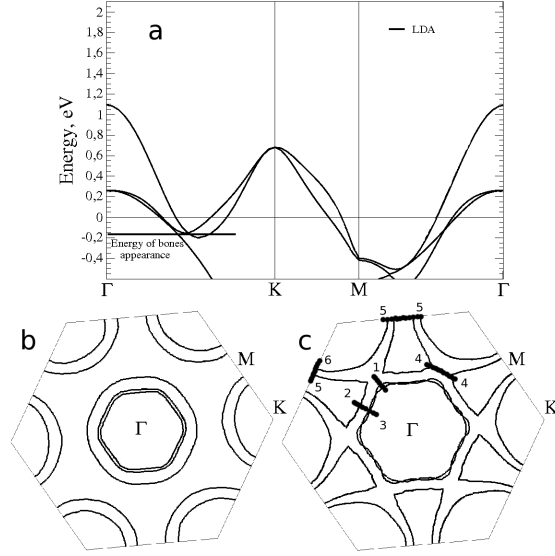 a
LDA
Energy, eV
2
1,8
1,6
1,4
1,2
1
0,8
0,6
0,4
0,2
0
-0,2
-0,4
Energy of bones
appearance
Γ K M Γ
b
Γ
M
K
c
5 5
6
5
1
4
4
2
3
Γ
M
K